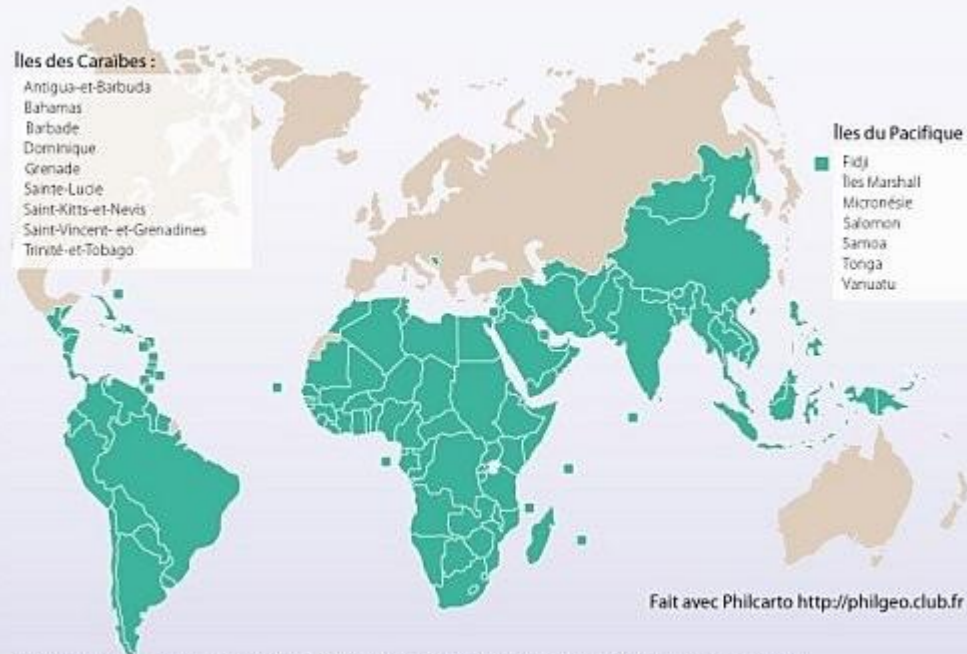 Îles des Caraïbes :
Antigua-et-Barbuda
Bahamas
Barbade
Dominique
Grenade
Sainte-Lucie
Saint-Kitts-et-Nevis
Saint-Vincent- et-Grenadines
Trinité-et-Tobago
Îles du Pacifique
Fidji
Îles Marshall
Micronésie
Salomon
Samoa
Tonga
Vanuatu
Fait avec Philcarto http://philgeo.club.fr